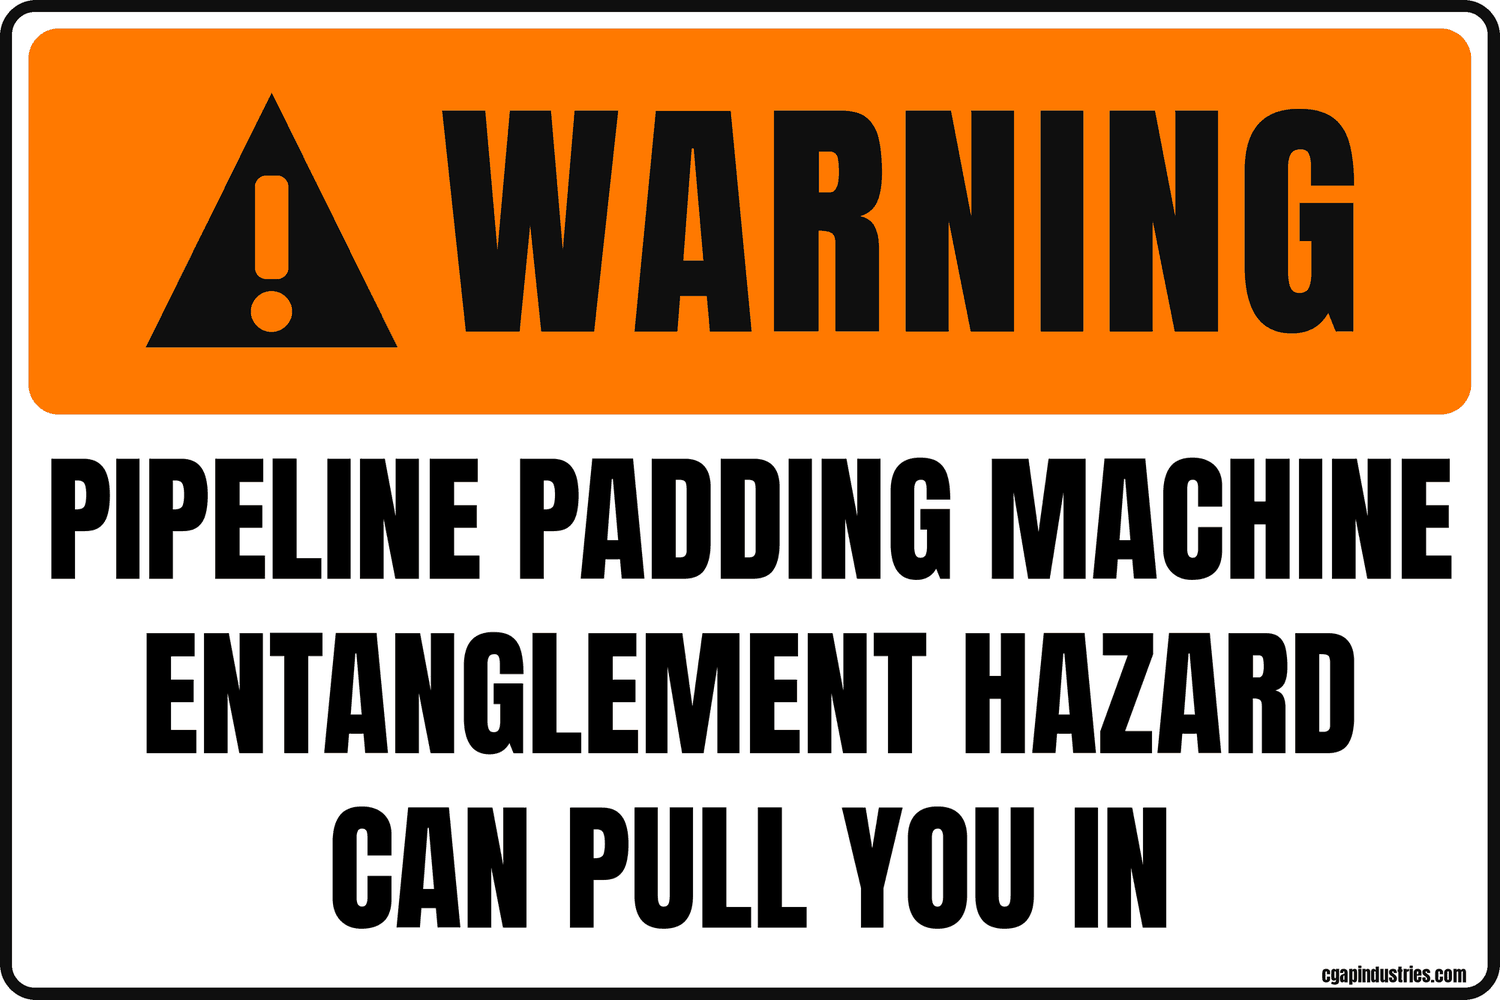 WARNING
PIPELINE PADDING MACHINE
ENTANGLEMENT HAZARD
CAN PULL YOU IN
cgapindustries.com